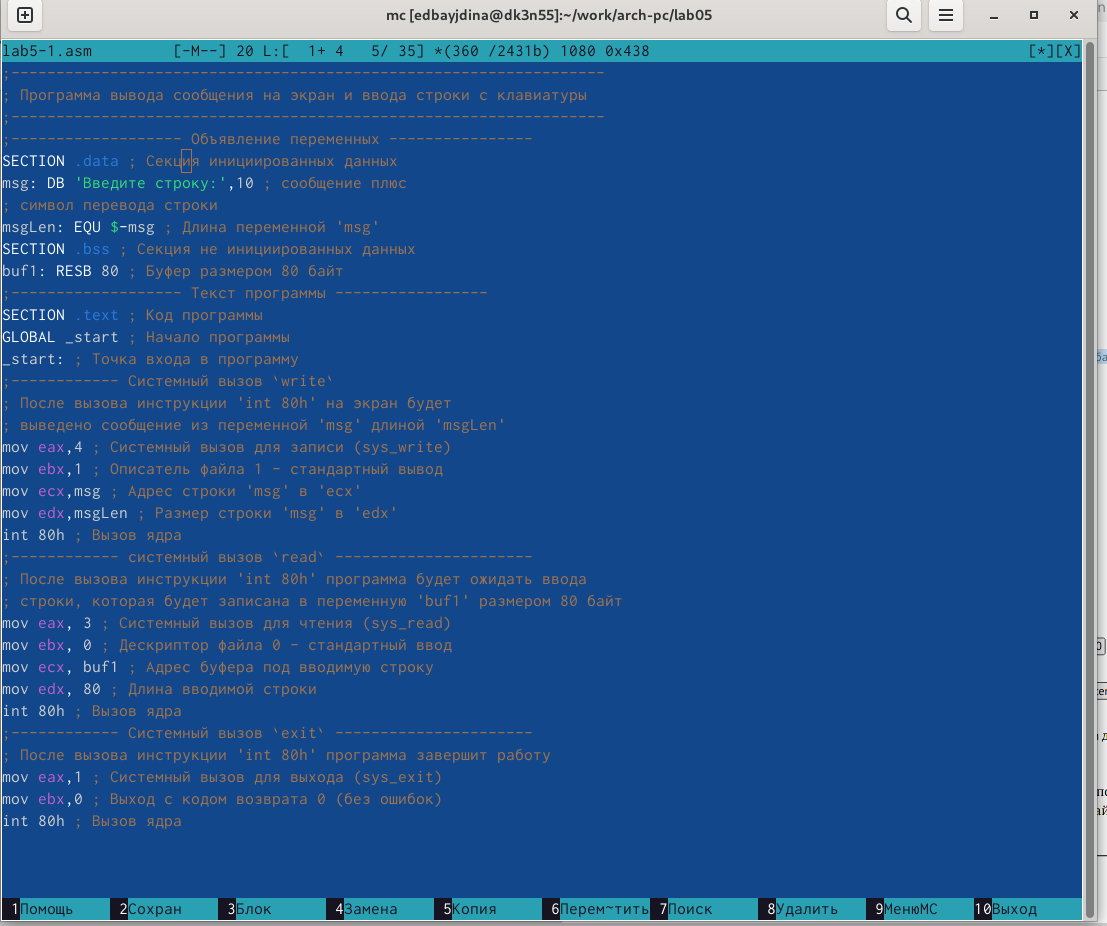 mc [edbayjdina@dk3n55]:~/work/arch-pc/lab05
lab5-1.asm [-M--] 20 L:[ 1+ 4 5/ 35] *(360 /2431b) 1080 0x438 [*][X]
;------------------------------------------------------------------
; Программа вывода сообщения на экран и ввода строки с клавиатуры
;------------------------------------------------------------------
;------------------- Объявление переменных ----------------
SECTION .data ; Секция инициированных данных
msg: DB 'Введите строку:',10 ; сообщение плюс
; символ перевода строки
msgLen: EQU $-msg ; Длина переменной 'msg'
SECTION .bss ; Секция не инициированных данных
buf1: RESB 80 ; Буфер размером 80 байт
;------------------- Текст программы -----------------
SECTION .text ; Код программы
GLOBAL _start ; Начало программы
_start: ; Точка входа в программу
;------------ Системный вызов `write`
; После вызова инструкции 'int 80h' на экран будет
; выведено сообщение из переменной 'msg' длиной 'msgLen'
mov eax,4 ; Системный вызов для записи (sys_write)
mov ebx,1 ; Описатель файла 1 - стандартный вывод
mov ecx,msg ; Адрес строки 'msg' в 'ecx'
mov edx,msgLen ; Размер строки 'msg' в 'edx'
int 80h ; Вызов ядра
;------------ системный вызов `read` ----------------------
; После вызова инструкции 'int 80h' программа будет ожидать ввода
; строки, которая будет записана в переменную 'buf1' размером 80 байт
mov eax, 3 ; Системный вызов для чтения (sys_read)
mov ebx, 0 ; Дескриптор файла 0 - стандартный ввод
mov ecx, buf1 ; Адрес буфера под вводимую строку
mov edx, 80 ; Длина вводимой строки
int 80h ; Вызов ядра
;------------ Системный вызов `exit` ----------------------
; После вызова инструкции 'int 80h' программа завершит работу
mov eax,1 ; Системный вызов для выхода (sys_exit)
mov ebx,0 ; Выход с кодом возврата 0 (без ошибок)
int 80h ; Вызов ядра
1Помощь 2Сохран 3Блок 4Замена 5Копия 6Перем~тить 7Поиск 8Удалить 9МенюMC 10Выход